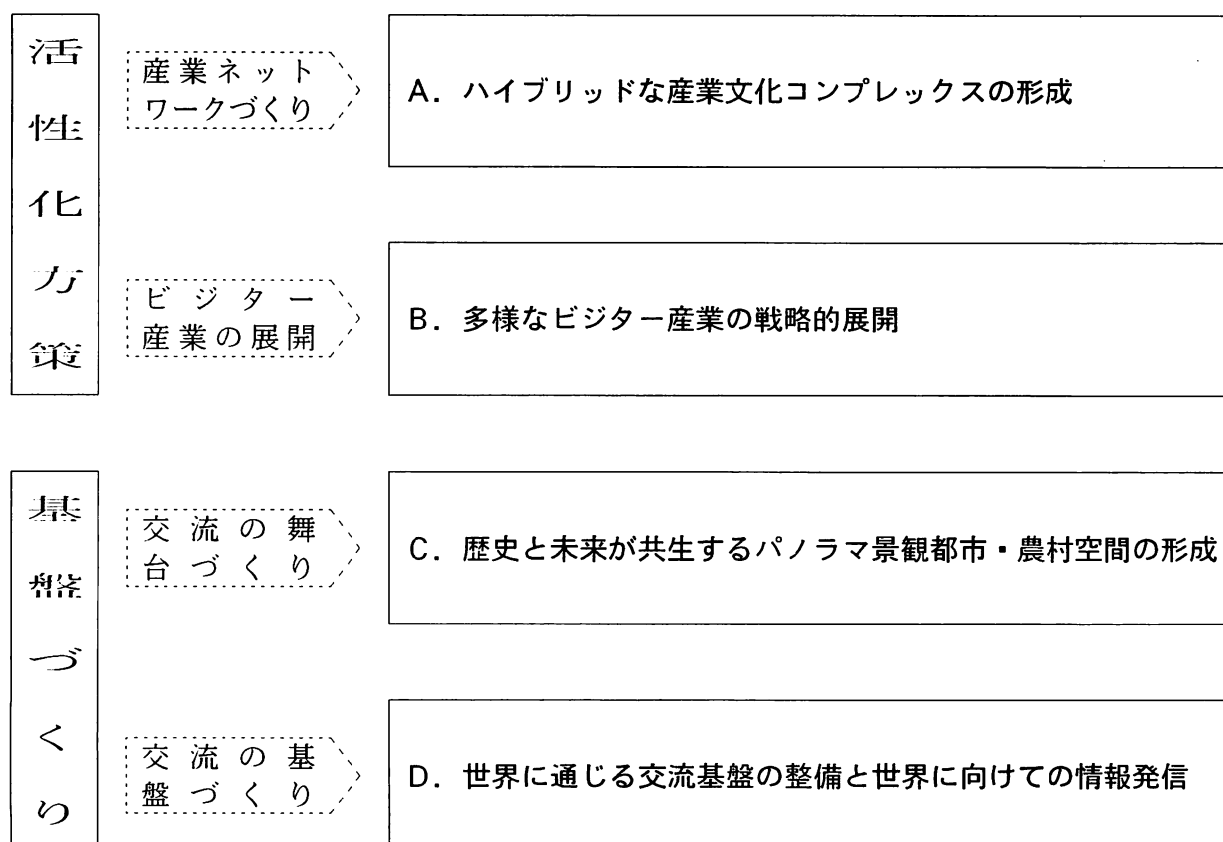 活性化方策
産業ネット
ワークづくり
A．ハイブリッドな産業文化コンプレックスの形成
ビジター
産業の展開
B．多様なビジター産業の戦略的展開
基盤づくり
交流の舞
台づくり
C．歴史と未来が共生するパノラマ景観都市・農村空間の形成
交流の基
盤づくり
D．世界に通じる交流基盤の整備と世界に向けての情報発信